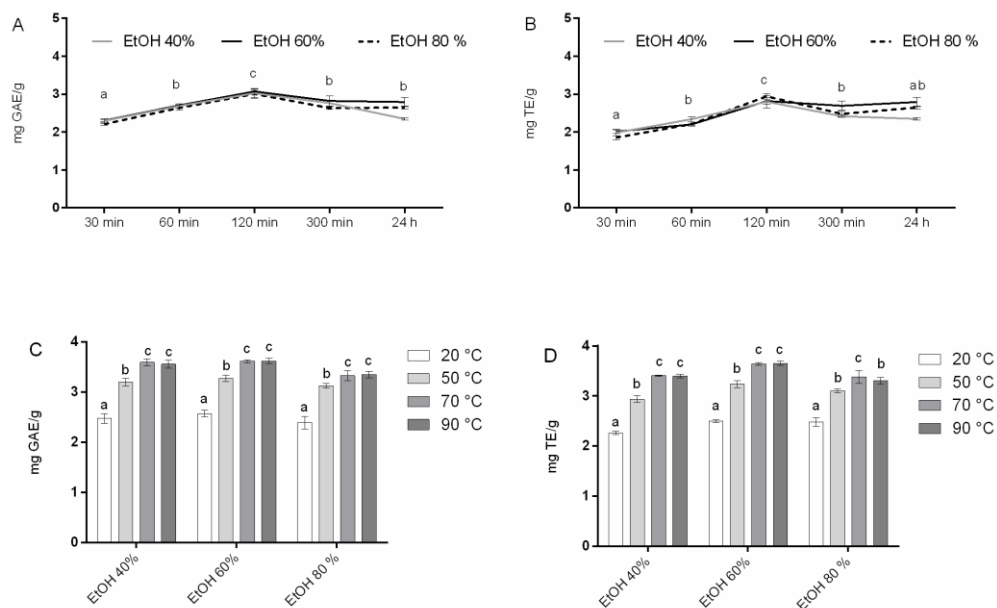 A
EtOH 40% EtOH 60% EtOH 80 %
mg GAE/g
5
4
3
2
1
0
a b c b b
30 min 60 min 120 min 300 min 24 h
B
EtOH 40% EtOH 60% EtOH 80 %
mg TE/g
5
4
3
2
1
0
a b c b ab
30 min 60 min 120 min 300 min 24 h
C
mg GAE/g
4
3
2
1
0
a b c c a b c c a b c c
EtOH 40% EtOH 60% EtOH 80 %
20 °C
50 °C
70 °C
90 °C
D
mg TE/g
4
3
2
1
0
a b c c a b c c a b c b
EtOH 40% EtOH 60% EtOH 80 %
20 °C
50 °C
70 °C
90 °C